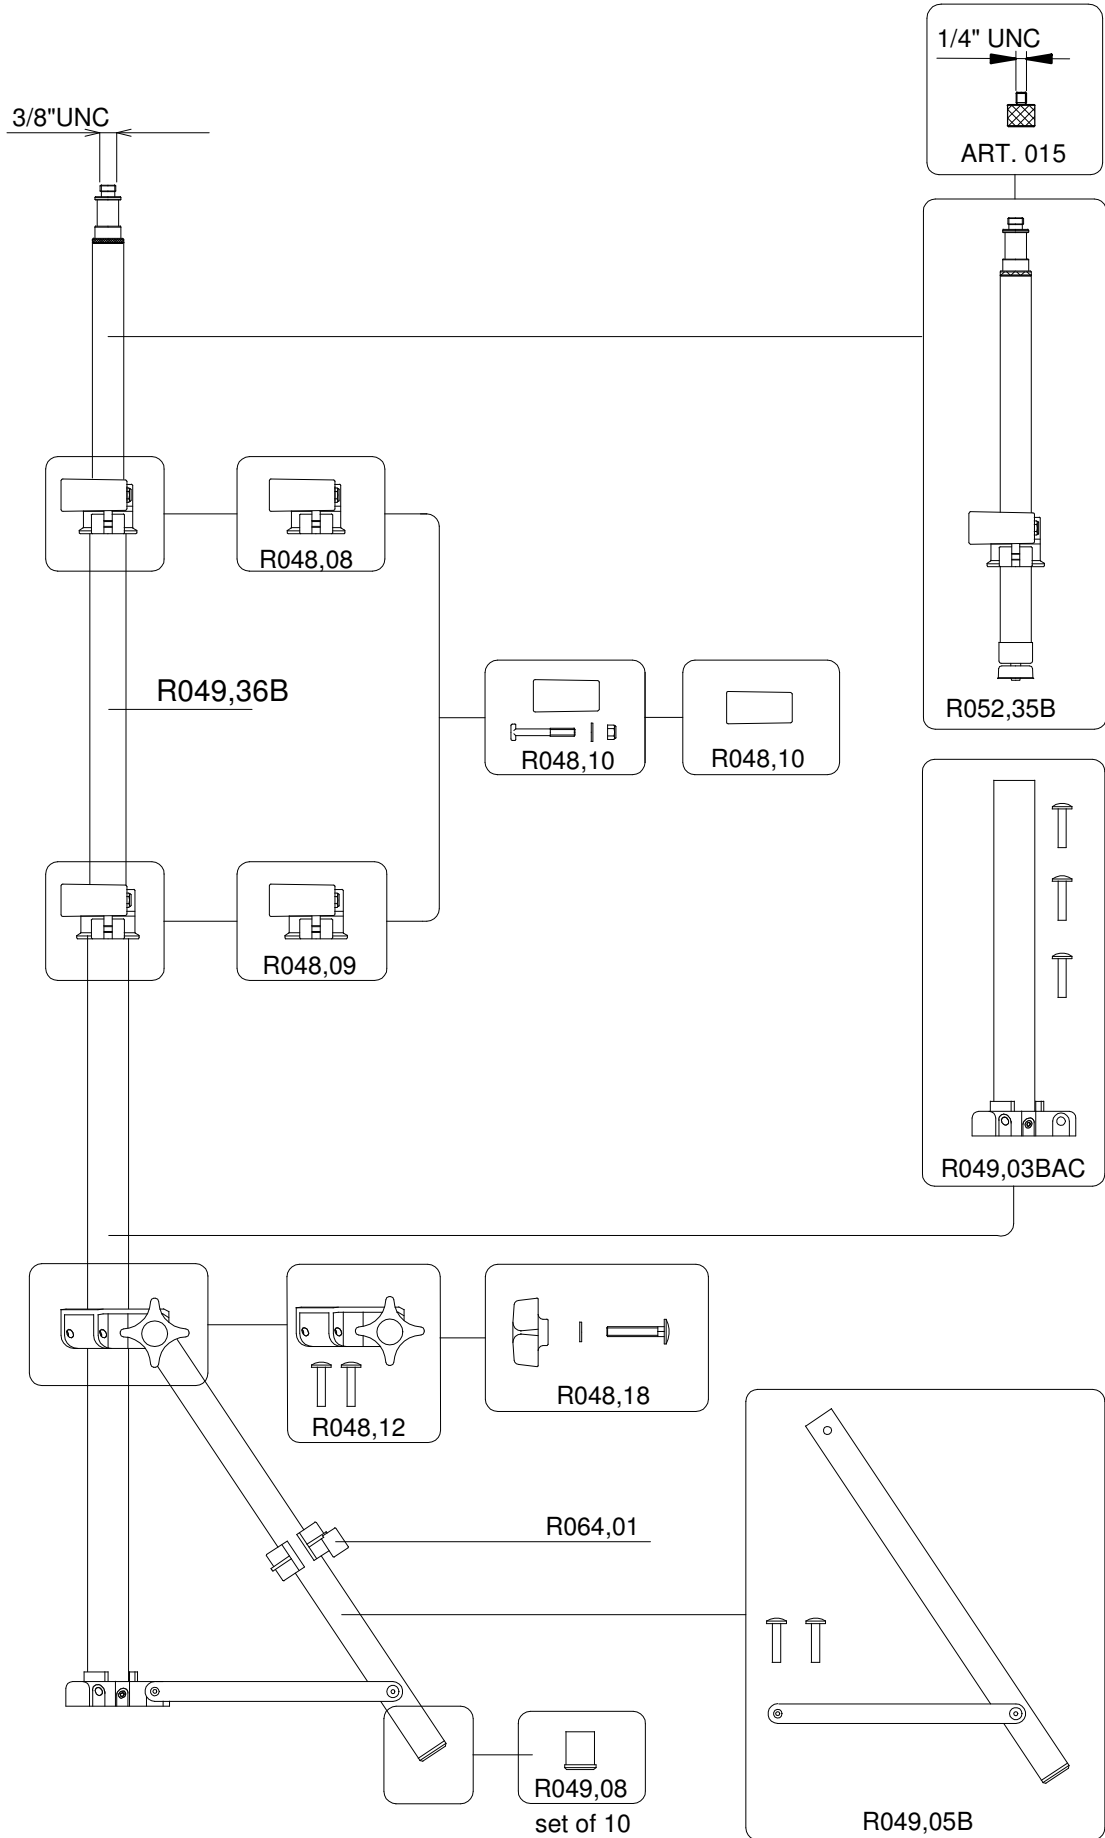 1/4" UNC
ART. 015
3/8"UNC
R048,08
R049,36B
R048,10
R048,10
R052,35B
R048,09
R049,03BAC
R048,12
R048,18
R064,01
R049,08
set of 10
R049,05B